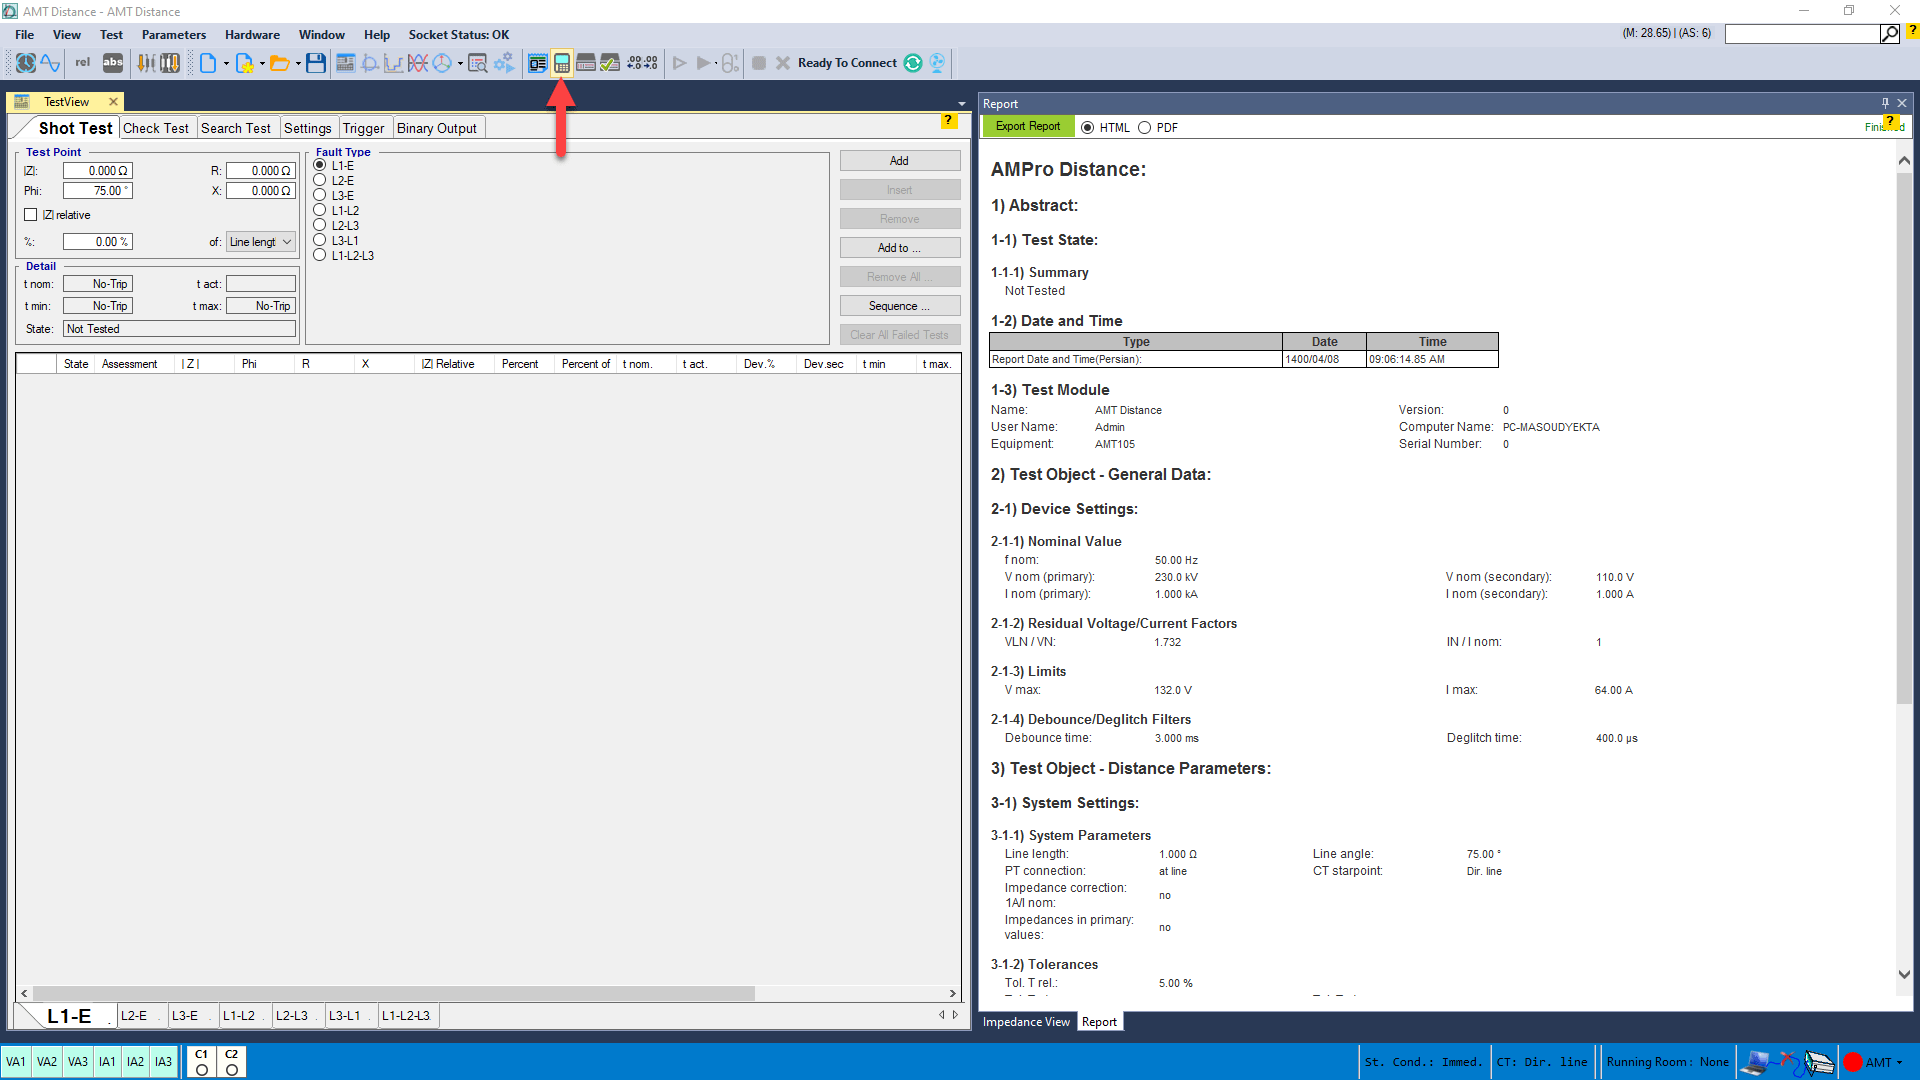 AMT Distance - AMT Distance
File View Test Parameters Hardware Window Help Socket Status: OK
(M: 28.65) | (AS: 6)
?
rel abs
Ready To Connect
TestView
Shot Test Check Test Search Test Settings Trigger Binary Output
?
Test Point
|Z|: 0.000 Ω R: 0.000 Ω
Phi: 75.00 ° X: 0.000 Ω
|Z| relative
%: 0.00 % of: Line lengt
Detail
t nom: No-Trip t act:
t min: No-Trip t max: No-Trip
State: Not Tested
Fault Type
L1-E
L2-E
L3-E
L1-L2
L2-L3
L3-L1
L1-L2-L3
Add
Insert
Remove
Add to ...
Remove All ...
Sequence ...
Clear All Failed Tests
State Assessment | Z | Phi R X |Z| Relative Percent Percent of t nom. t act. Dev.% Dev.sec t min t max.
L1-E L2-E L3-E L1-L2 L2-L3 L3-L1 L1-L2-L3
Report
Export Report HTML PDF
?
AMPro Distance:
1) Abstract:
1-1) Test State:
1-1-1) Summary
Not Tested
1-2) Date and Time
Type Date Time
Report Date and Time(Persian): 1400/04/08 09:06:14.85 AM
1-3) Test Module
Name: AMT Distance Version: 0
User Name: Admin Computer Name: PC-MASOUDYEKTA
Equipment: AMT105 Serial Number: 0
2) Test Object - General Data:
2-1) Device Settings:
2-1-1) Nominal Value
f nom: 50.00 Hz
V nom (primary): 230.0 kV V nom (secondary): 110.0 V
I nom (primary): 1.000 kA I nom (secondary): 1.000 A
2-1-2) Residual Voltage/Current Factors
VLN / VN: 1.732 IN / I nom: 1
2-1-3) Limits
V max: 132.0 V I max: 64.00 A
2-1-4) Debounce/Deglitch Filters
Debounce time: 3.000 ms Deglitch time: 400.0 µs
3) Test Object - Distance Parameters:
3-1) System Settings:
3-1-1) System Parameters
Line length: 1.000 Ω Line angle: 75.00 °
PT connection: at line CT starpoint: Dir. line
Impedance correction:
1A/I nom: no
Impedances in primary:
values: no
3-1-2) Tolerances
Tol. T rel.: 5.00 %
Impedance View Report
VA1 VA2 VA3 IA1 IA2 IA3 C1 C2
St. Cond.: Immed. CT: Dir. line Running Room: None AMT